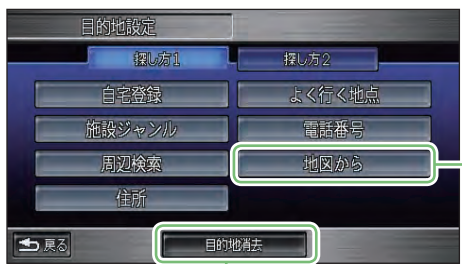 目的地設定
探し方1
探し方2
自宅登録
よく行く地点
施設ジャンル
電話番号
周辺検索
地図から
住所
戻る
目的地消去